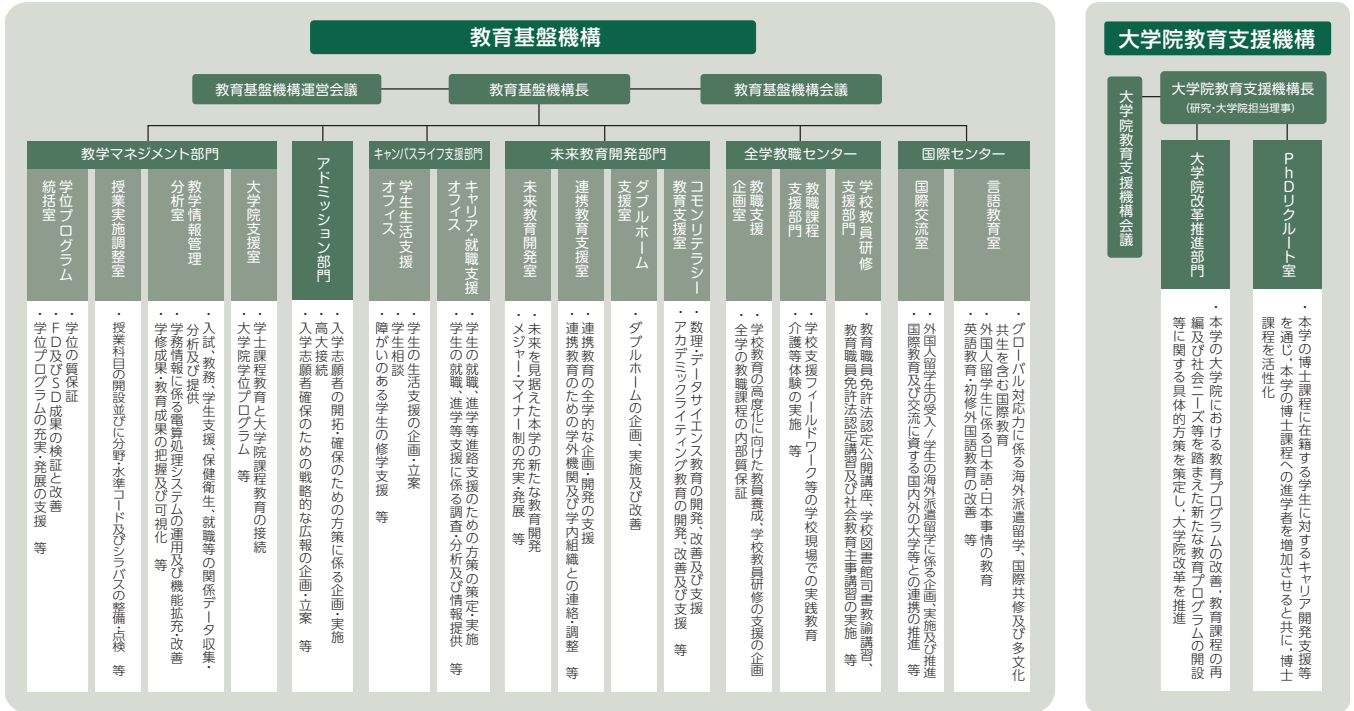 教育基盤機構
教育基盤機構運営会議
教育基盤機構長
教育基盤機構会議
教学マネジメント部門
学位プログラム
統括室
・学位の質保証
・ＦＤ及びＳＤ成果の検証と改善
・学位プログラムの充実・発展の支援　等
授業実施調整室
・授業科目の開設並びに分野・水準コード及びシラバスの整備・点検　等
教学情報管理
分析室
・入試、教務、学生支援、保健衛生、就職等の関係データ収集・
分析及び提供
・学務情報に係る電算処理システムの運用及び機能拡充・改善
・学修成果・教育成果の把握及び可視化　等
大学院支援室
・学士課程教育と大学院課程教育の接続
・大学院学位プログラム　等
アドミッション部門
・入学志願者の開拓・確保のための方策に係る企画・実施
・高大接続
・入学志願者確保のための戦略的な広報の企画・立案　等
キャンパスライフ支援部門
学生生活支援
オフィス
・学生の生活支援の企画・立案
・学生相談
・障がいのある学生の修学支援　等
キャリア・就職支援
オフィス
・学生の就職、進学等進路支援のための方策の策定・実施
・学生の就職、進学等支援に係る調査・分析及び情報提供　等
未来教育開発部門
未来教育開発室
・未来を見据えた本学の新たな教育開発
・メジャー・マイナー制の充実・発展　等
連携教育支援室
・連携教育の全学的な企画・開発の支援
・連携教育のための学外機関及び学内組織との連絡・調整　等
ダブルホーム
支援室
・ダブルホームの企画、実施及び改善
コモンリテラシー
教育支援室
・数理・データサイエンス教育の開発、改善及び支援
・アカデミックライティング教育の開発、改善及び支援　等
全学教職センター
教職支援
企画室
・学校教育の高度化に向けた教員養成、学校教員研修の支援の企画
・全学の教職課程の内部質保証
教職課程
支援部門
・学校支援フィールドワーク等の学校現場での実践教育
・介護等体験の実施　等
学校教員研修
支援部門
・教育職員免許法認定公開講座、学校図書館司書教諭講習、
教育職員免許法認定講習及び社会教育主事講習の実施　等
国際センター
国際交流室
・外国人留学生の受入/学生の海外派遣留学に係る企画、実施及び推進
・国際教育及び交流に資する国内外の大学等との連携の推進　等
言語教育室
・グローバル対応力に係る海外派遣留学、国際共修及び多文化
共生を含む国際教育
・外国人留学生に係る日本語・日本事情の教育
・英語教育・初修外国語教育の改善　等
大学院教育支援機構
大学院教育支援機構長
(研究・大学院担当理事)
大学院教育支援機構会議
大学院改革推進部門
・本学の大学院における教育プログラムの改善，教育課程の再
編及び社会ニーズ等を踏まえた新たな教育プログラムの開設
等に関する具体的方策を策定し，大学院改革を推進
PhDリクルート室
・本学の博士課程に在籍する学生に対するキャリア開発支援等
を通じ，本学の博士課程への進学者を増加させると共に，博士
課程を活性化